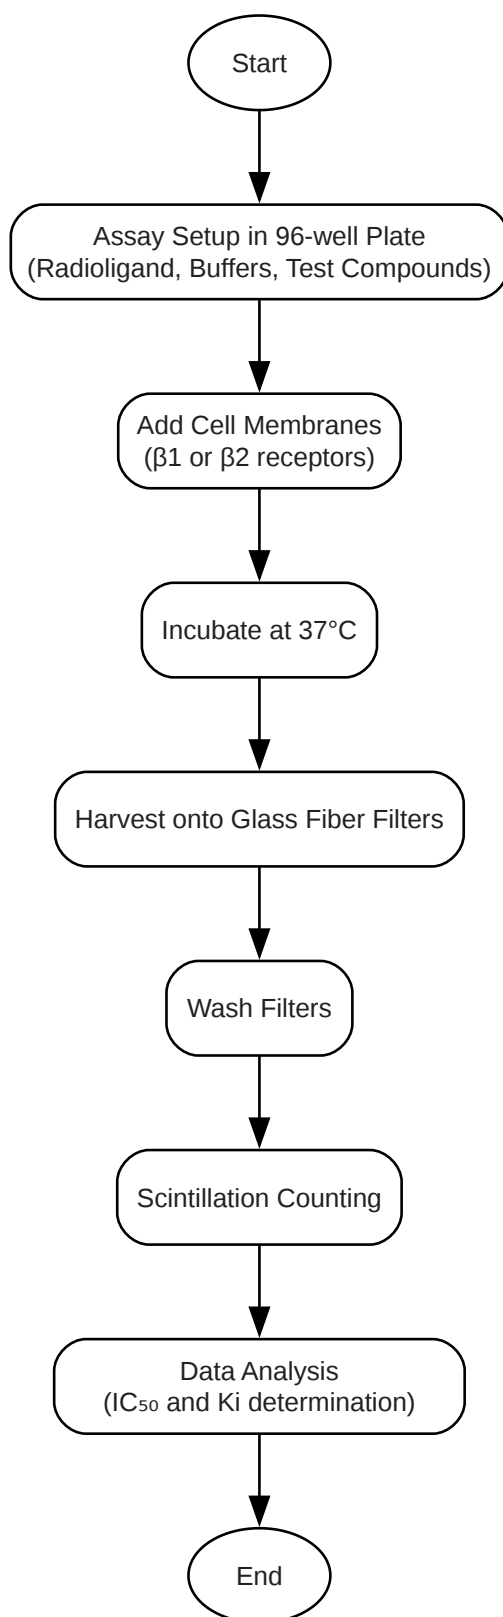 Start
Assay Setup in 96-well Plate
(Radioligand, Buffers, Test Compounds)
Add Cell Membranes
(β1 or β2 receptors)
Incubate at 37°C
Harvest onto Glass Fiber Filters
Wash Filters
Scintillation Counting
Data Analysis
(IC₅₀ and Ki determination)
End